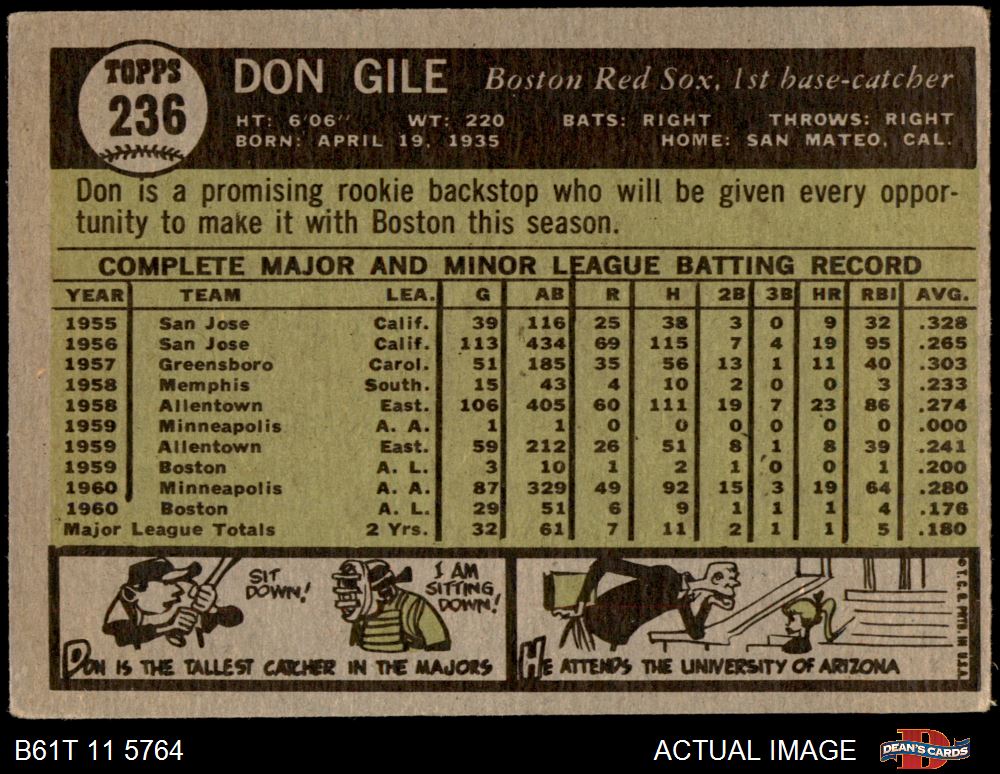 TOPPS
236
DON GILE Boston Red Sox, 1st base-catcher
HT: 6'06" WT: 220 BATS: RIGHT THROWS: RIGHT
BORN: APRIL 19, 1935 HOME: SAN MATEO, CAL.
Don is a promising rookie backstop who will be given every oppor-
tunity to make it with Boston this season.
COMPLETE MAJOR AND MINOR LEAGUE BATTING RECORD
YEAR TEAM LEA. G AB R H 2B 3B HR RBI AVG.
1955 San Jose Calif. 39 116 25 38 3 0 9 32 .328
1956 San Jose Calif. 113 434 69 115 7 4 19 95 .265
1957 Greensboro Carol. 51 185 35 56 13 1 11 40 .303
1958 Memphis South. 15 43 4 10 2 0 0 3 .233
1958 Allentown East. 106 405 60 111 19 7 23 86 .274
1959 Minneapolis A. A. 1 1 0 0 0 0 0 0 .000
1959 Allentown East. 59 212 26 51 8 1 8 39 .241
1959 Boston A. L. 3 10 1 2 1 0 0 1 .200
1960 Minneapolis A. A. 87 329 49 92 15 3 19 64 .280
1960 Boston A. L. 29 51 6 9 1 1 1 4 .176
Major League Totals 2 Yrs. 32 61 7 11 2 1 1 5 .180
SIT
DOWN!
I AM
SITTING
DOWN!
DON IS THE TALLEST CATCHER IN THE MAJORS
HE ATTENDS THE UNIVERSITY OF ARIZONA
© T. C. G. PRTD. IN U.S.A.
B61T 11 5764
ACTUAL IMAGE
DEAN'S CARDS